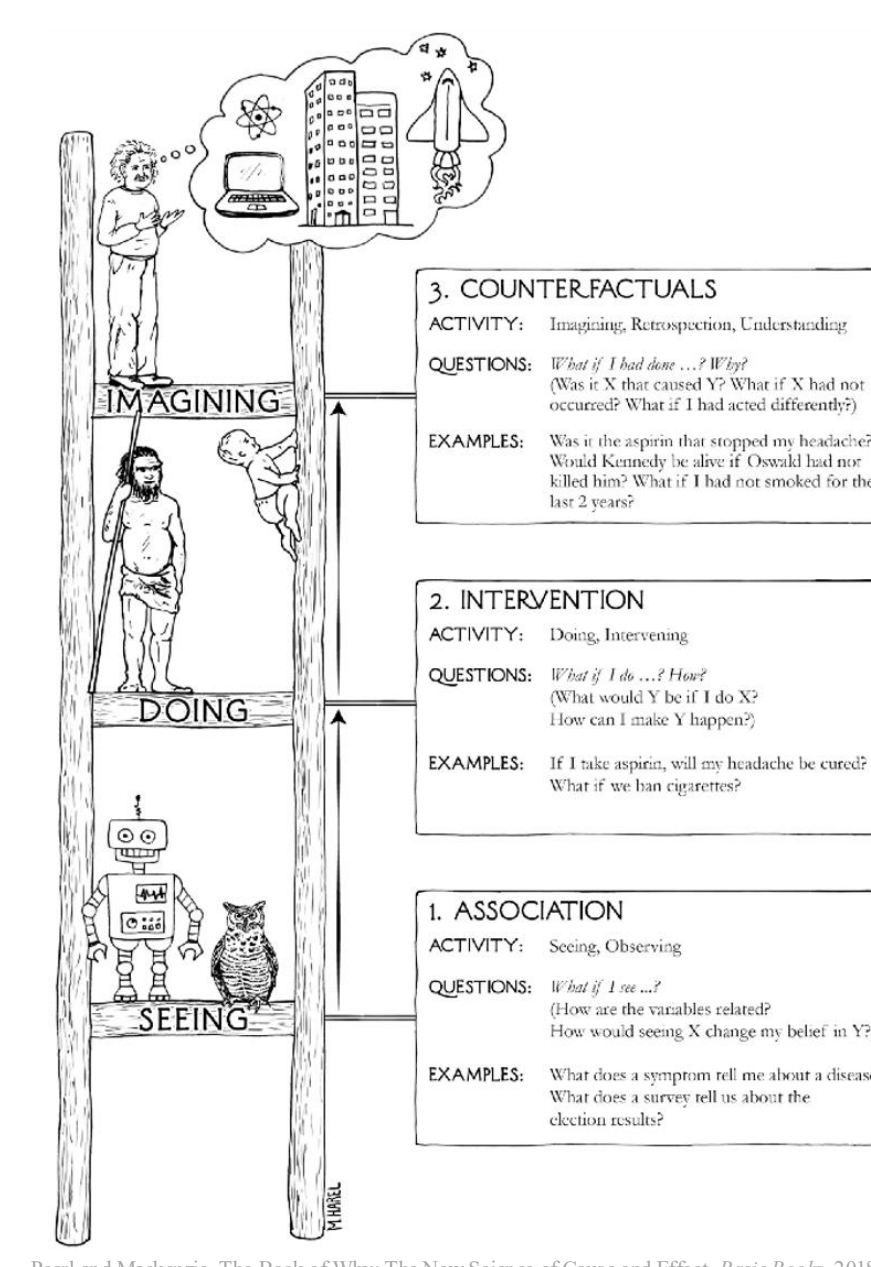 3. COUNTERFACTUALS
ACTIVITY: Imagining, Retrospection, Understanding
QUESTIONS: What if I had done …? Why?
(Was it X that caused Y? What if X had not
occurred? What if I had acted differently?)
EXAMPLES: Was it the aspirin that stopped my headache?
Would Kennedy be alive if Oswald had not
killed him? What if I had not smoked for the
last 2 years?
IMAGINING
2. INTERVENTION
ACTIVITY: Doing, Intervening
QUESTIONS: What if I do …? How?
(What would Y be if I do X?
How can I make Y happen?)
EXAMPLES: If I take aspirin, will my headache be cured?
What if we ban cigarettes?
DOING
1. ASSOCIATION
ACTIVITY: Seeing, Observing
QUESTIONS: What if I see ...?
(How are the variables related?
How would seeing X change my belief in Y?
EXAMPLES: What does a symptom tell me about a diseas
What does a survey tell us about the
election results?
SEEING
M. HAREL
Pearl and Mackenzie, The Book of Why: The New Science of Cause and Effect, Basic Books, 2018